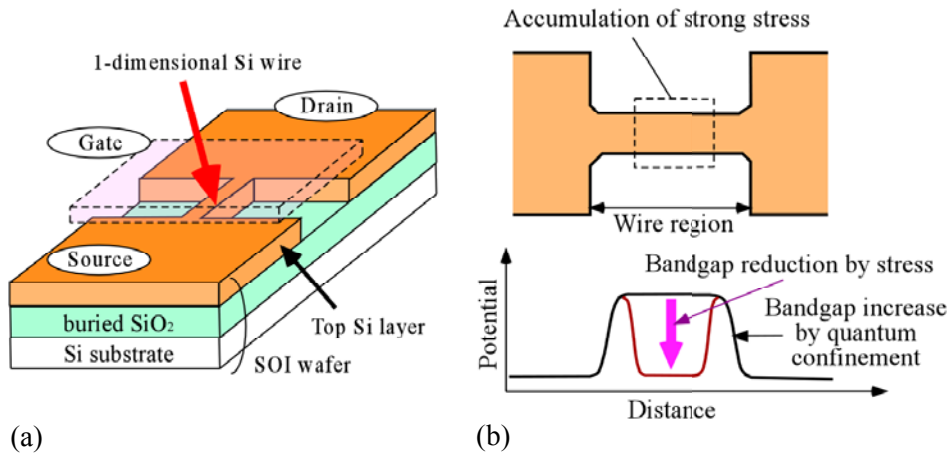 1-dimensional Si wire
Drain
Gate
Source
buried SiO₂
Si substrate
Top Si layer
SOI wafer
(a)
Accumulation of strong stress
Wire region
Bandgap reduction by stress
Bandgap increase
by quantum
confinement
Potential
Distance
(b)